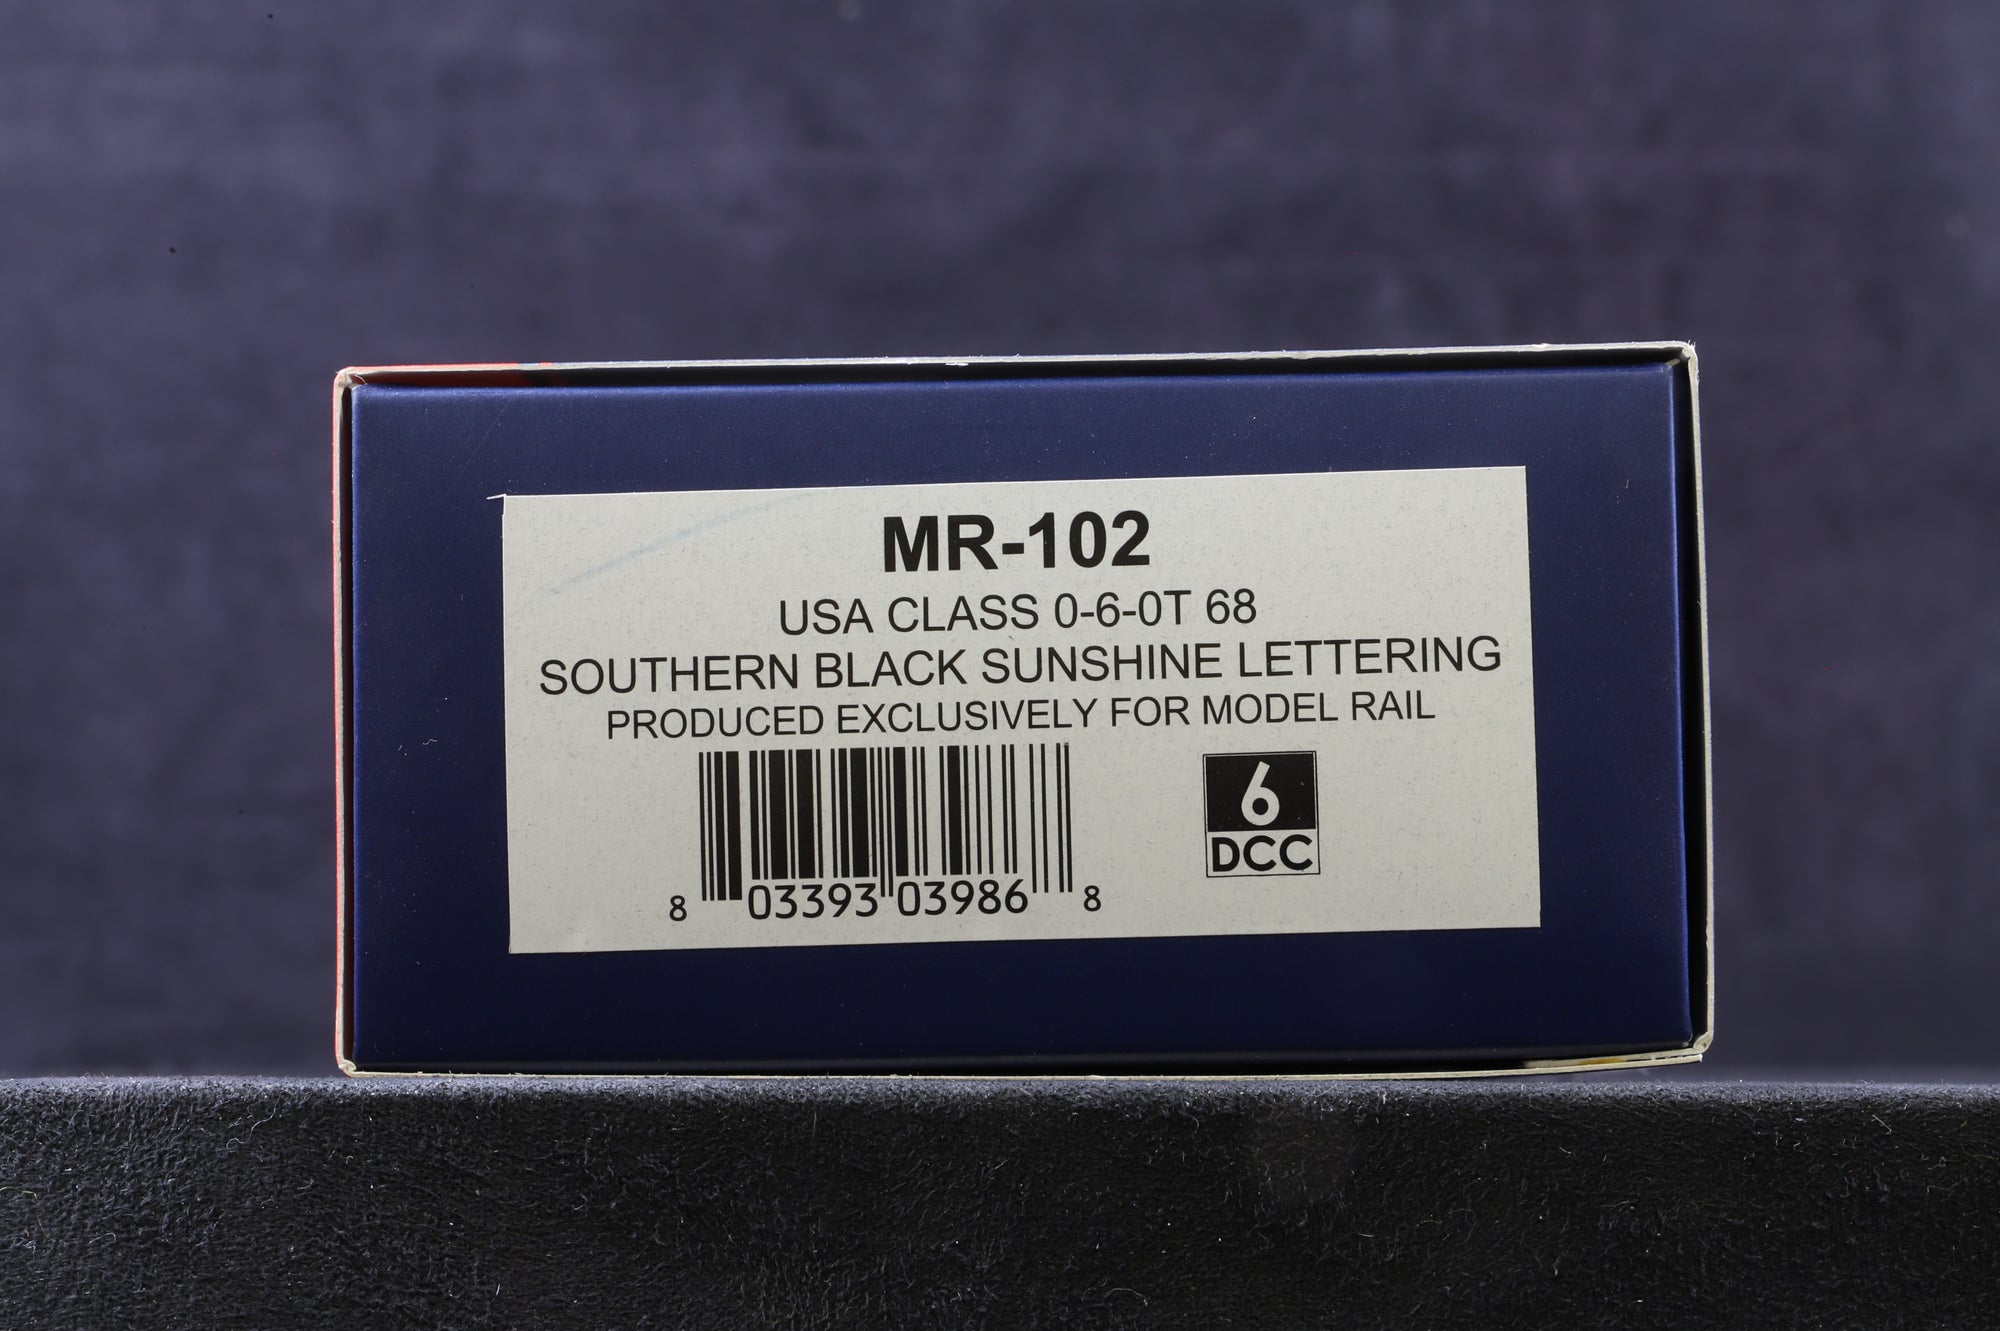 MR-102
USA CLASS 0-6-0T 68
SOUTHERN BLACK SUNSHINE LETTERING
PRODUCED EXCLUSIVELY FOR MODEL RAIL
8 03393 03986 8
6
DCC